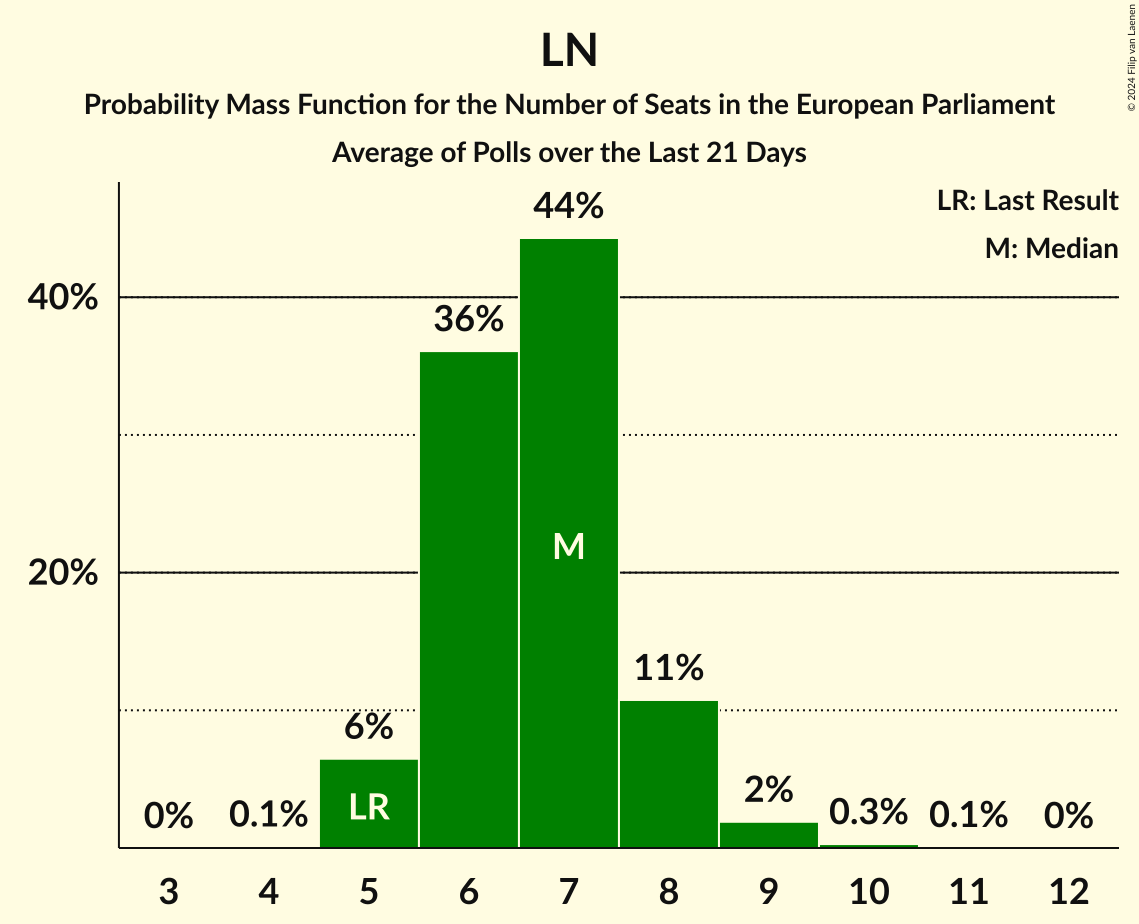 LN
Probability Mass Function for the Number of Seats in the European Parliament
Average of Polls over the Last 21 Days
© 2024 Filip van Laenen
LR: Last Result
M: Median
44%
40%
36%
M
20%
11%
6%
LR
2%
0%
0.1%
0.3%
0.1%
0%
3 4 5 6 7 8 9 10 11 12